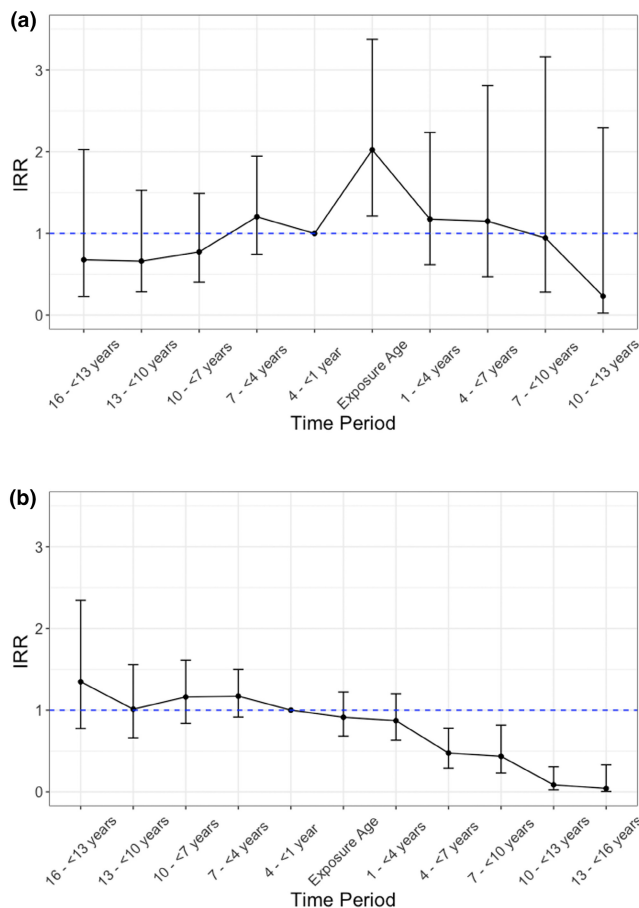 (a)
IRR
3
2
1
0
16 - <13 years
13 - <10 years
10 - <7 years
7 - <4 years
4 - <1 year
Exposure Age
1 - <4 years
4 - <7 years
7 - <10 years
10 - <13 years
Time Period
(b)
IRR
3
2
1
0
16 - <13 years
13 - <10 years
10 - <7 years
7 - <4 years
4 - <1 year
Exposure Age
1 - <4 years
4 - <7 years
7 - <10 years
10 - <13 years
13 - <16 years
Time Period